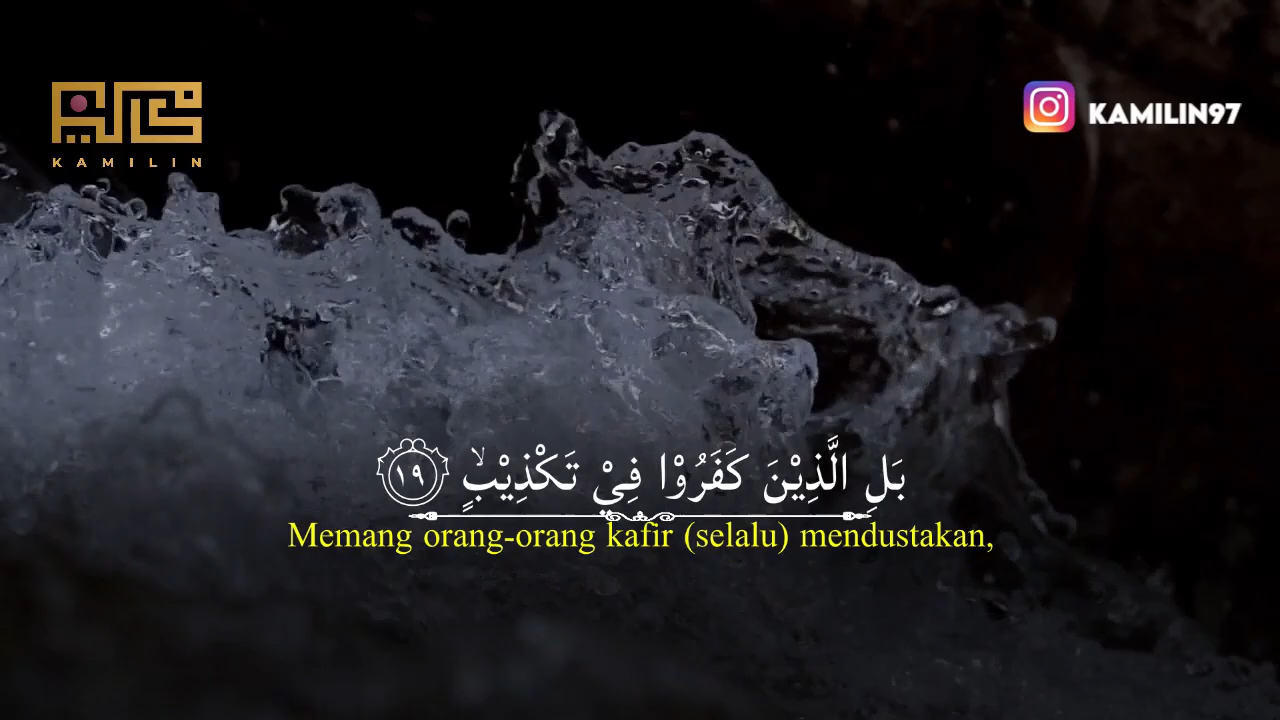 KAMILIN
KAMILIN97
بَلِ الَّذِيْنَ كَفَرُوْا فِيْ تَكْذِيْبٍۙ ١٩
Memang orang-orang kafir (selalu) mendustakan,